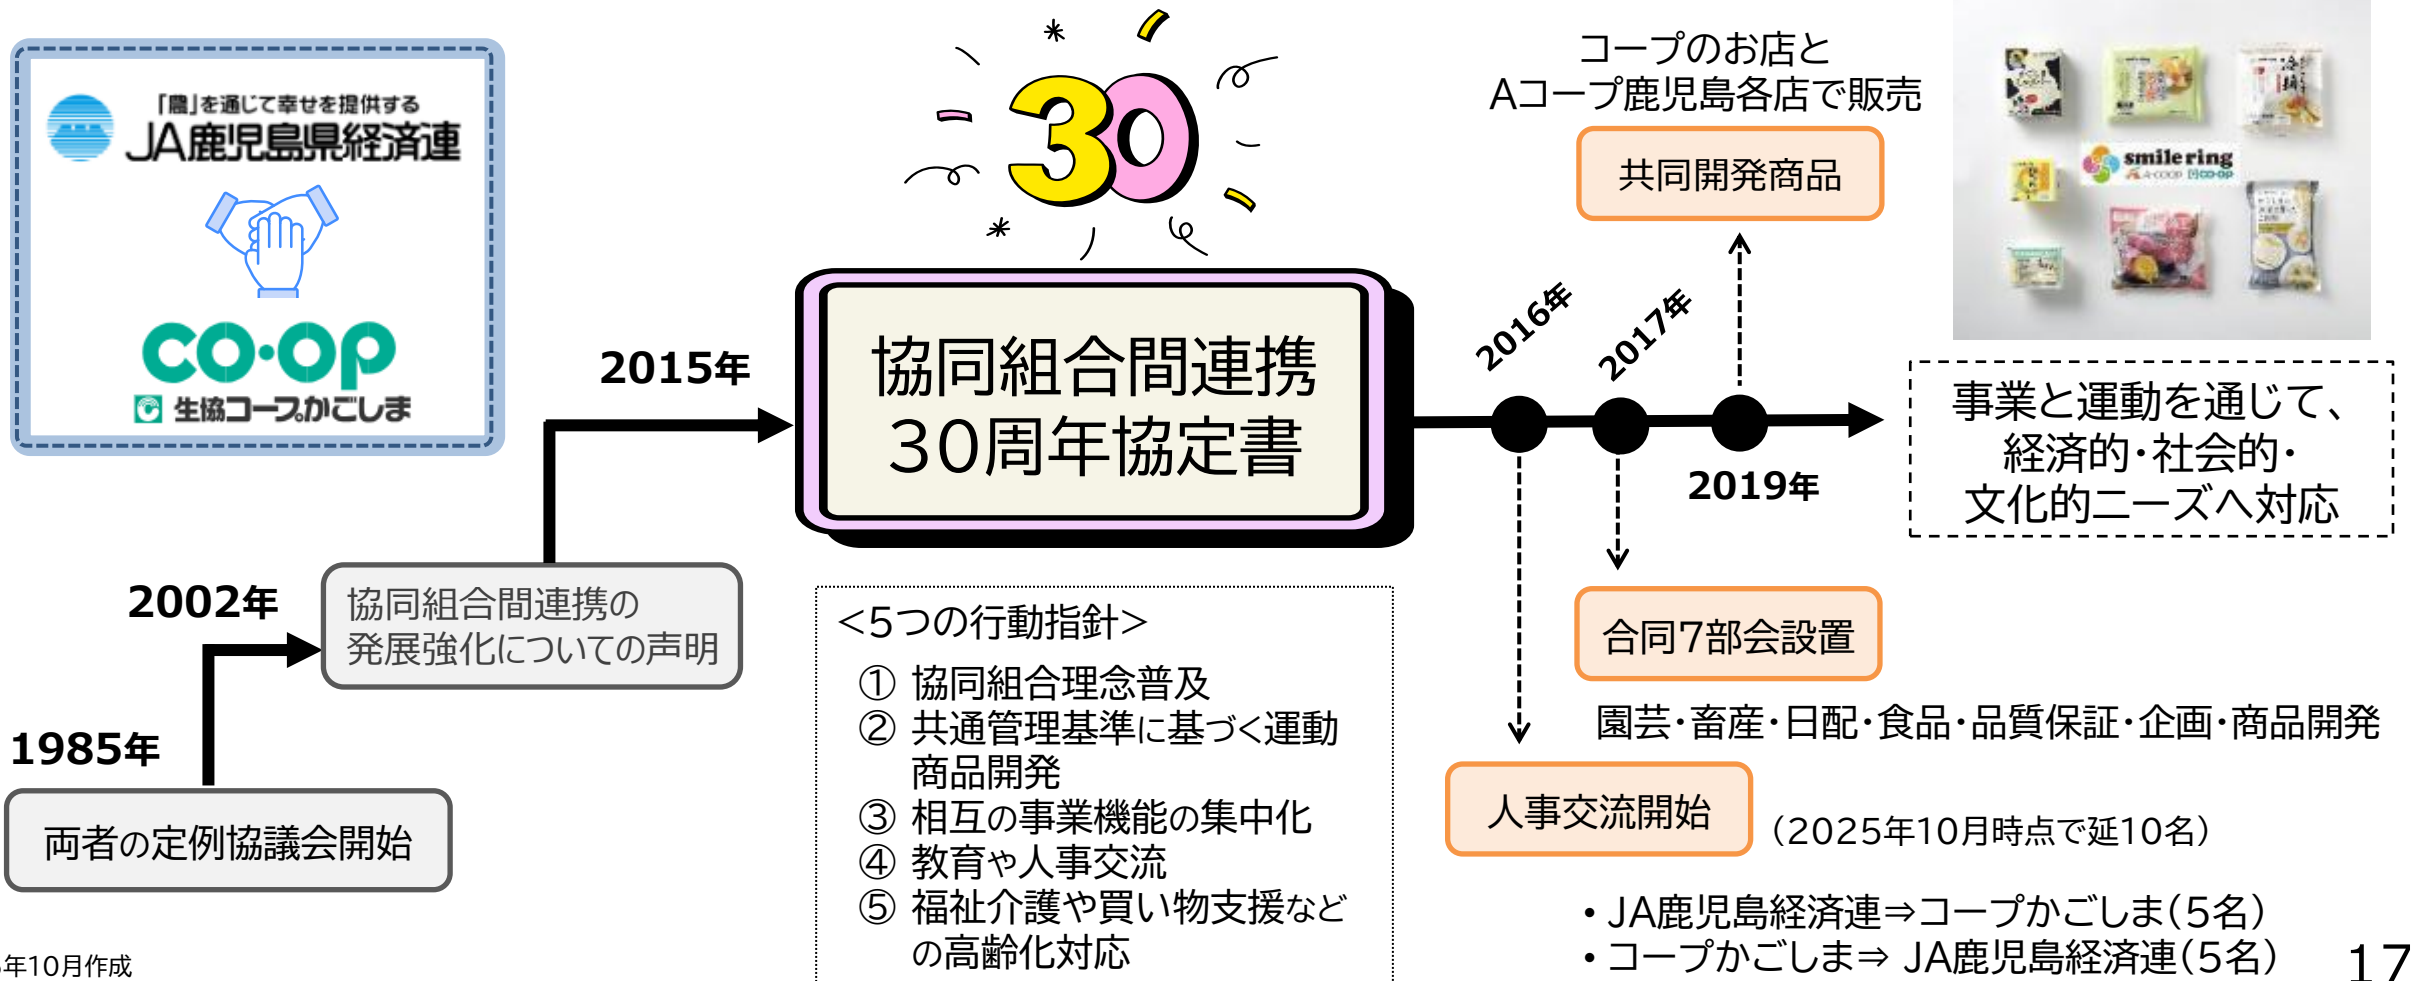 「農」を通じて幸せを提供する
JA鹿児島県経済連
CO・OP
生協コープかごしま
30
コープのお店と
Aコープ鹿児島各店で販売
共同開発商品
smile ring
A-COOP CO-OP
2015年
協同組合間連携
30周年協定書
2016年
2017年
2019年
事業と運動を通じて、
経済的・社会的・
文化的ニーズへ対応
2002年
協同組合間連携の
発展強化についての声明
1985年
両者の定例協議会開始
<5つの行動指針>
① 協同組合理念普及
② 共通管理基準に基づく運動
商品開発
③ 相互の事業機能の集中化
④ 教育や人事交流
⑤ 福祉介護や買い物支援など
の高齢化対応
合同7部会設置
園芸・畜産・日配・食品・品質保証・企画・商品開発
人事交流開始
（2025年10月時点で延10名）
・JA鹿児島経済連⇒コープかごしま（5名）
・コープかごしま⇒ JA鹿児島経済連（5名）
年10月作成
17